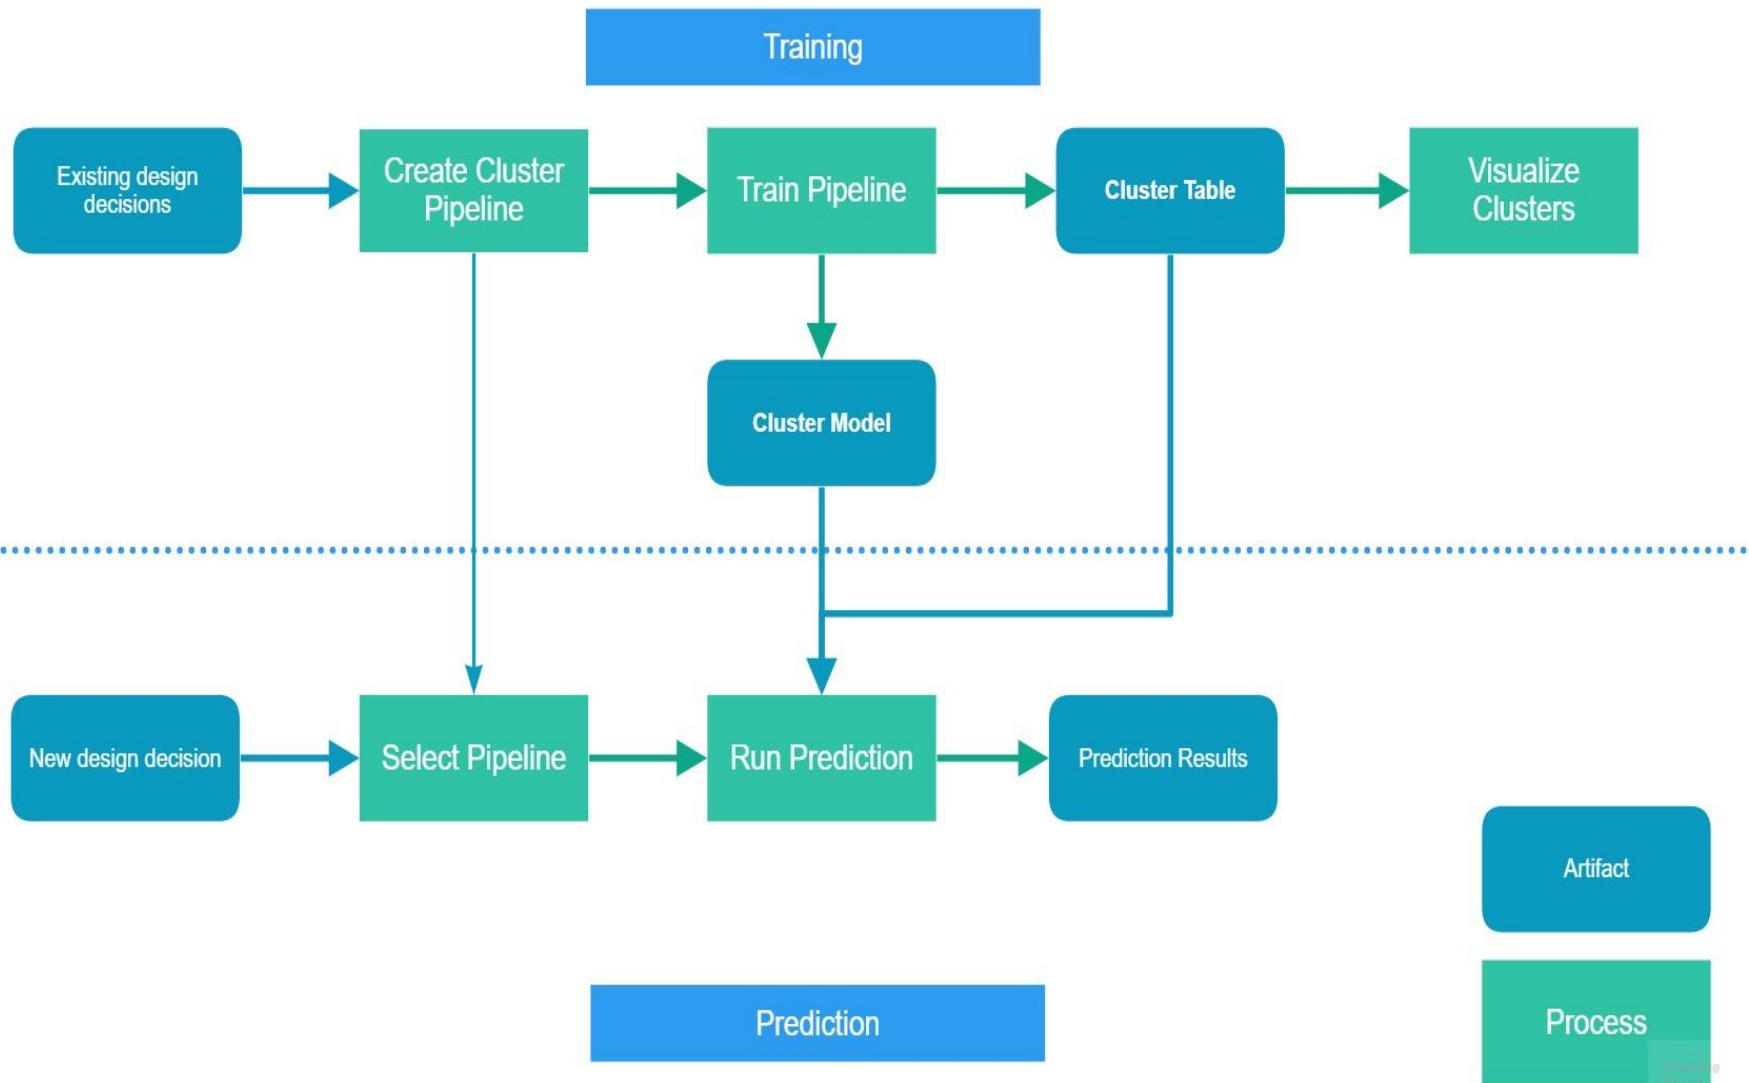 Training
Existing design
decisions
Create Cluster
Pipeline
Train Pipeline
Cluster Table
Visualize
Clusters
Cluster Model
New design decision
Select Pipeline
Run Prediction
Prediction Results
Artifact
Prediction
Process